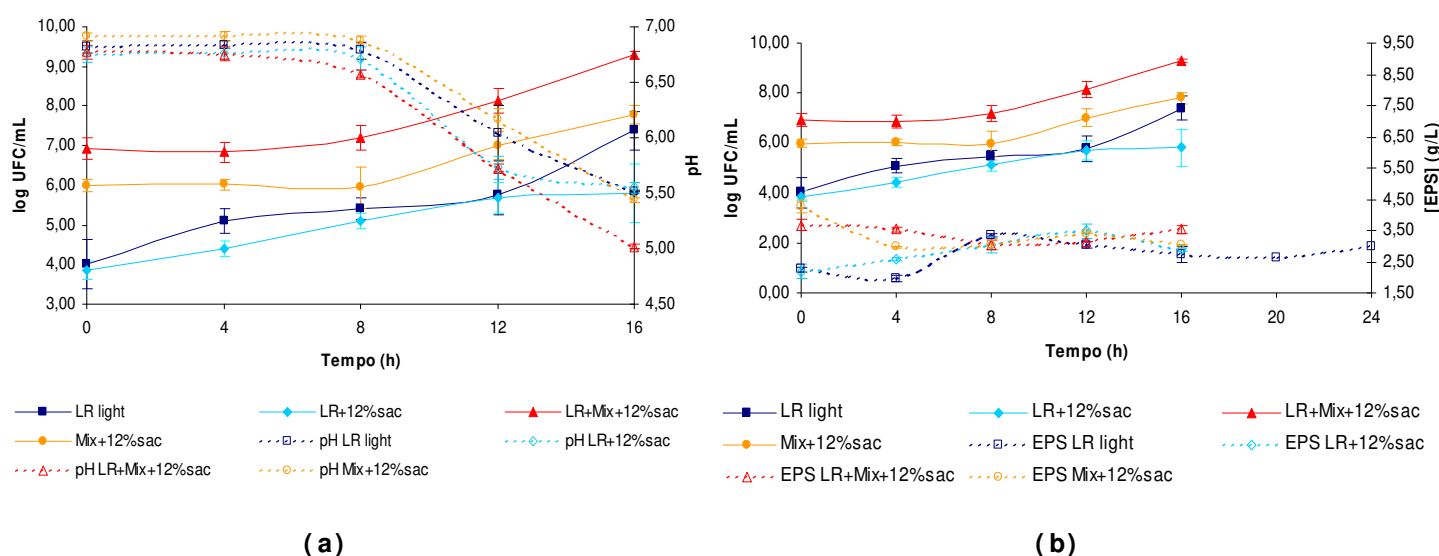 10,00
9,00
8,00
7,00
6,00
5,00
4,00
3,00
log UFC/mL
0 4 8 12 16
Tempo (h)
7,00
6,50
6,00
5,50
5,00
4,50
pH
LR light LR+12%sac LR+Mix+12%sac
Mix+12%sac pH LR light pH LR+12%sac
pH LR+Mix+12%sac pH Mix+12%sac
(a)
10,00
8,00
6,00
4,00
2,00
0,00
log UFC/mL
0 4 8 12 16 20 24
Tempo (h)
9,50
8,50
7,50
6,50
5,50
4,50
3,50
2,50
1,50
[EPS] (g/L)
LR light LR+12%sac LR+Mix+12%sac
Mix+12%sac EPS LR light EPS LR+12%sac
EPS LR+Mix+12%sac EPS Mix+12%sac
(b)